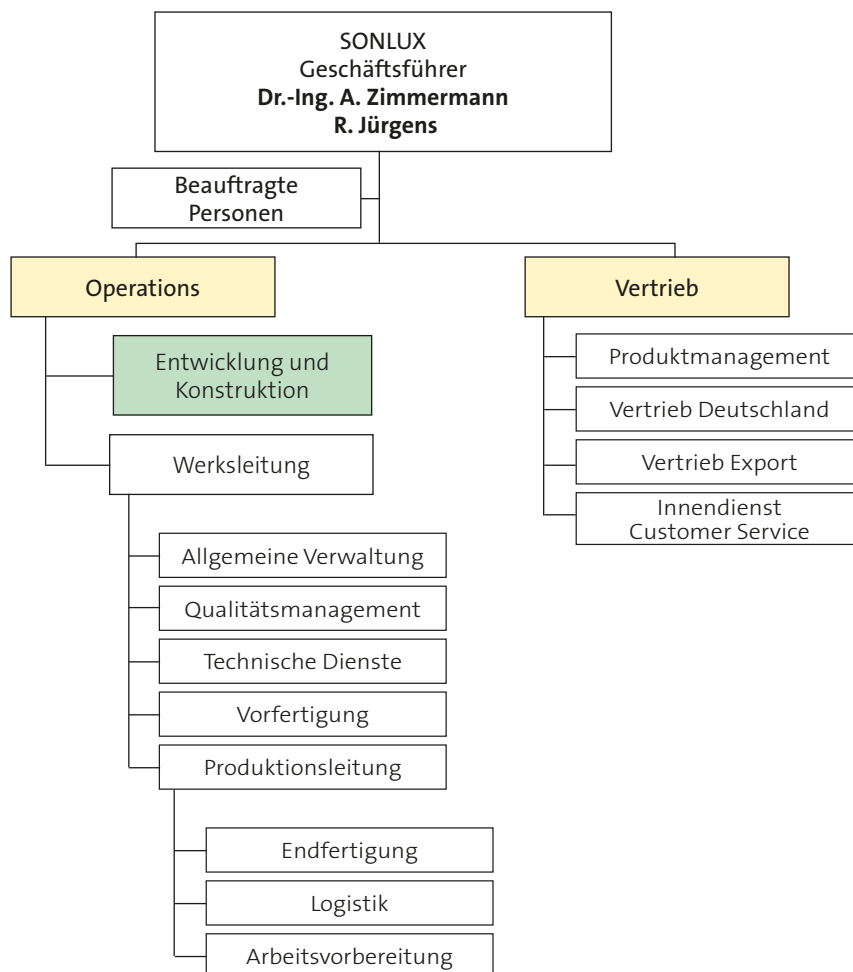 SONLUX
Geschäftsführer
Dr.-Ing. A. Zimmermann
R. Jürgens
Beauftragte
Personen
Operations
Vertrieb
Entwicklung und
Konstruktion
Werksleitung
Allgemeine Verwaltung
Qualitätsmanagement
Technische Dienste
Vorfertigung
Produktionsleitung
Endfertigung
Logistik
Arbeitsvorbereitung
Produktmanagement
Vertrieb Deutschland
Vertrieb Export
Innendienst
Customer Service